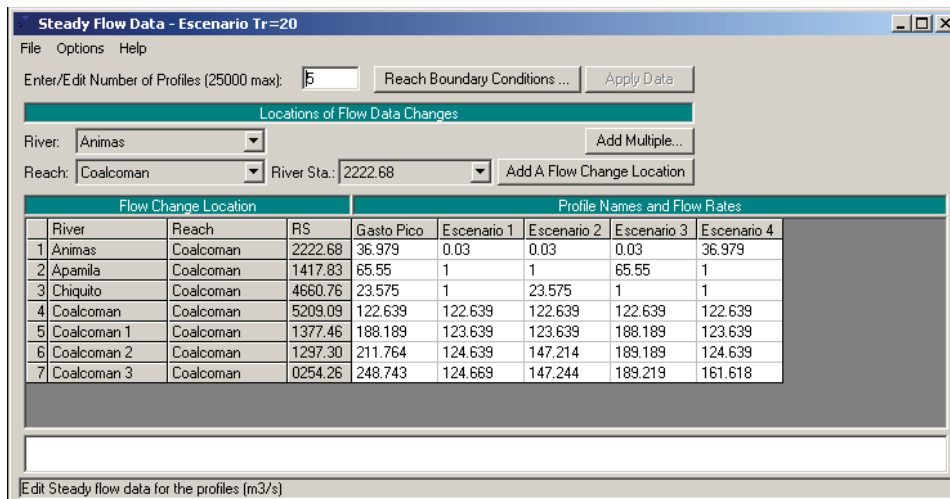 Steady Flow Data - Escenario Tr=20
File Options Help
Enter/Edit Number of Profiles (25000 max): 5 Reach Boundary Conditions ... Apply Data
Locations of Flow Data Changes
River: Animas Add Multiple...
Reach: Coalcoman River Sta.: 2222.68 Add A Flow Change Location
Flow Change Location Profile Names and Flow Rates
River Reach RS Gasto Pico Escenario 1 Escenario 2 Escenario 3 Escenario 4
1 Animas Coalcoman 2222.68 36.979 0.03 0.03 0.03 36.979
2 Apamila Coalcoman 1417.83 65.55 1 1 65.55 1
3 Chiquito Coalcoman 4660.76 23.575 1 23.575 1 1
4 Coalcoman Coalcoman 5209.09 122.639 122.639 122.639 122.639 122.639
5 Coalcoman 1 Coalcoman 1377.46 188.189 123.639 123.639 188.189 123.639
6 Coalcoman 2 Coalcoman 1297.30 211.764 124.639 147.214 189.189 124.639
7 Coalcoman 3 Coalcoman 0254.26 248.743 124.669 147.244 189.219 161.618
Edit Steady flow data for the profiles (m3/s)